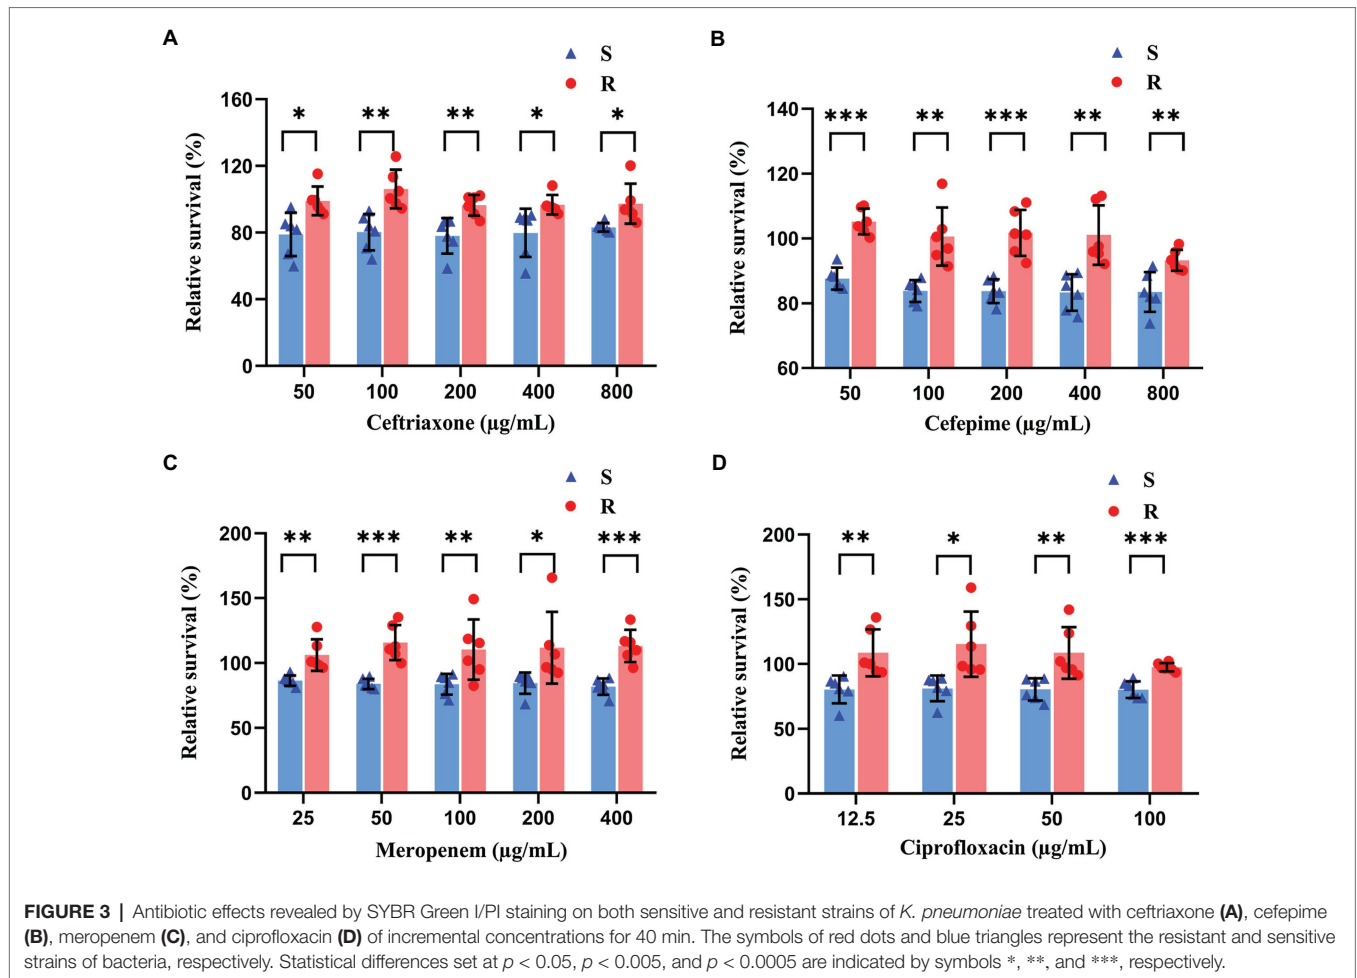 A
S
R
* ** ** * *
160
120
80
40
0
Relative survival (%)
50 100 200 400 800
Ceftriaxone (µg/mL)
B
S
R
*** ** *** ** **
140
120
100
80
60
Relative survival (%)
50 100 200 400 800
Cefepime (µg/mL)
C
S
R
** *** ** * ***
200
150
100
50
0
Relative survival (%)
25 50 100 200 400
Meropenem (µg/mL)
D
S
R
** * ** ***
200
150
100
50
0
Relative survival (%)
12.5 25 50 100
Ciprofloxacin (µg/mL)
FIGURE 3 | Antibiotic effects revealed by SYBR Green I/PI staining on both sensitive and resistant strains of K. pneumoniae treated with ceftriaxone (A), cefepime
(B), meropenem (C), and ciprofloxacin (D) of incremental concentrations for 40 min. The symbols of red dots and blue triangles represent the resistant and sensitive
strains of bacteria, respectively. Statistical differences set at p < 0.05, p < 0.005, and p < 0.0005 are indicated by symbols *, **, and ***, respectively.